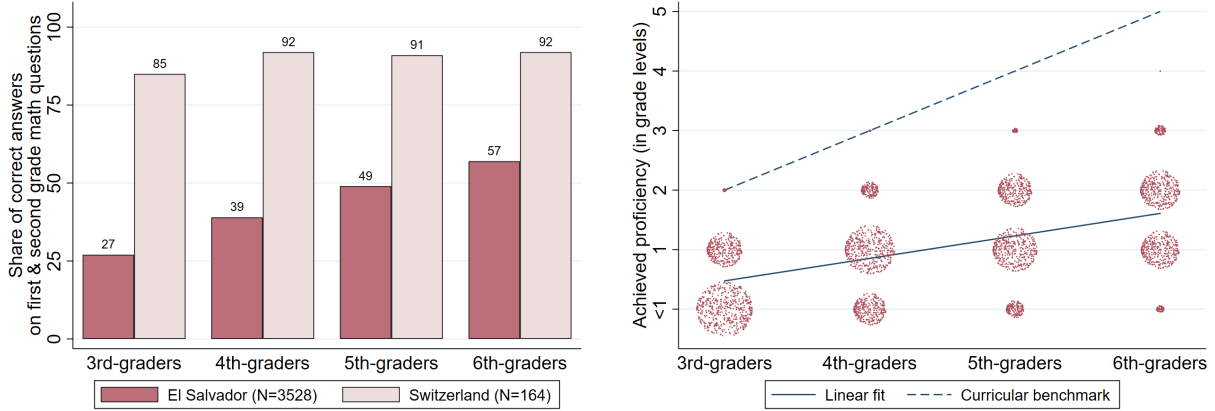 Share of correct answers
on first & second grade math questions
100
75
50
25
0
27
85
39
92
49
91
57
92
3rd-graders
4th-graders
5th-graders
6th-graders
El Salvador (N=3528)
Switzerland (N=164)
Achieved proficiency (in grade levels)
5
4
3
2
1
<1
3rd-graders
4th-graders
5th-graders
6th-graders
Linear fit
Curricular benchmark